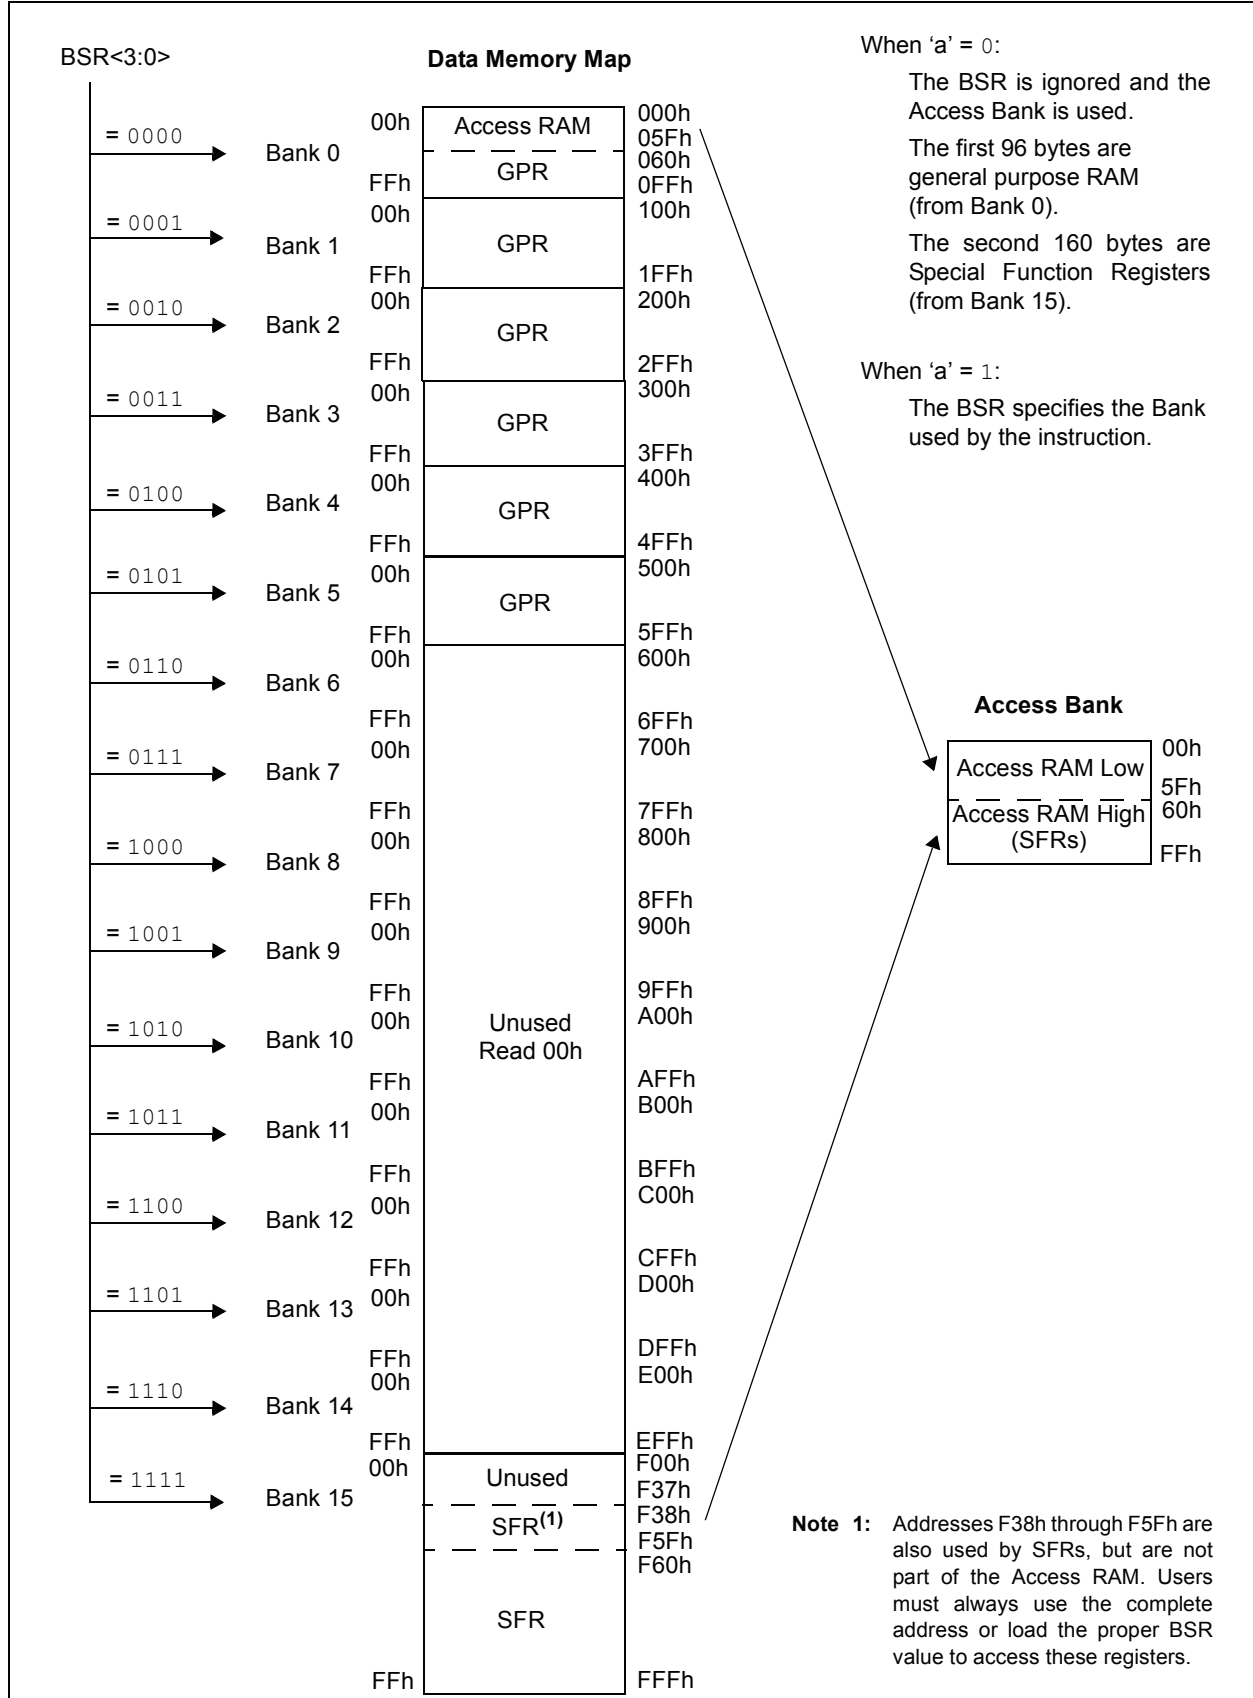 BSR<3:0>
Data Memory Map
When ‘a’ = 0:
The BSR is ignored and the
Access Bank is used.
The first 96 bytes are
general purpose RAM
(from Bank 0).
The second 160 bytes are
Special Function Registers
(from Bank 15).
When ‘a’ = 1:
The BSR specifies the Bank
used by the instruction.
= 0000
Bank 0
00h
Access RAM
000h
05Fh
GPR
060h
FFh
0FFh
= 0001
Bank 1
00h
GPR
100h
FFh
1FFh
= 0010
Bank 2
00h
GPR
200h
FFh
2FFh
= 0011
Bank 3
00h
GPR
300h
FFh
3FFh
= 0100
Bank 4
00h
GPR
400h
FFh
4FFh
= 0101
Bank 5
00h
GPR
500h
FFh
5FFh
= 0110
Bank 6
00h
600h
FFh
6FFh
= 0111
Bank 7
00h
700h
FFh
7FFh
= 1000
Bank 8
00h
800h
FFh
8FFh
= 1001
Bank 9
00h
900h
FFh
9FFh
= 1010
Bank 10
00h
Unused
Read 00h
A00h
FFh
AFFh
= 1011
Bank 11
00h
B00h
FFh
BFFh
= 1100
Bank 12
00h
C00h
FFh
CFFh
= 1101
Bank 13
00h
D00h
FFh
DFFh
= 1110
Bank 14
00h
E00h
FFh
EFFh
= 1111
Bank 15
00h
Unused
F00h
F37h
SFR(1)
F38h
F5Fh
F60h
SFR
FFh
FFFh
Access Bank
Access RAM Low
00h
5Fh
Access RAM High
(SFRs)
60h
FFh
Note 1: Addresses F38h through F5Fh are
also used by SFRs, but are not
part of the Access RAM. Users
must always use the complete
address or load the proper BSR
value to access these registers.